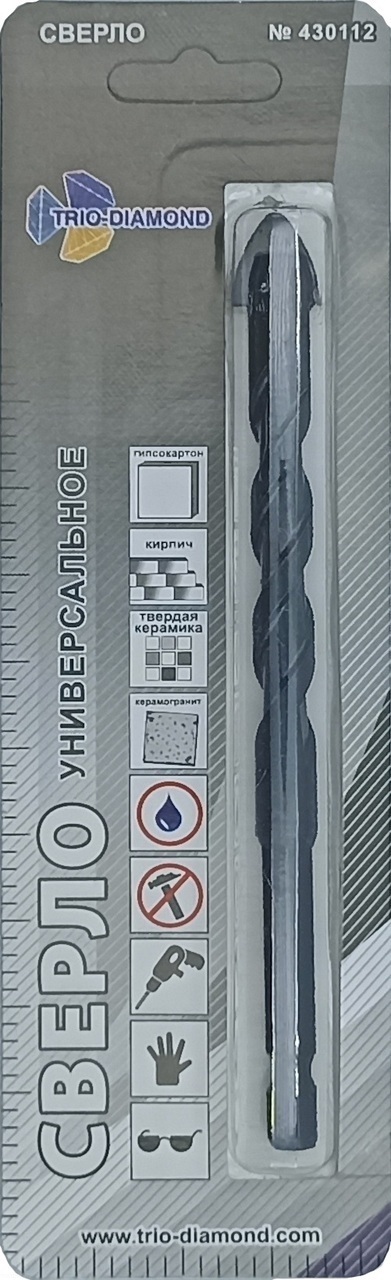 СВЕРЛО
№ 430112
TRIO-DIAMOND
гипсокартон
кирпич
твердая
керамика
керамогранит
СВЕРЛО
УНИВЕРСАЛЬНОЕ
www.trio-diamond.com